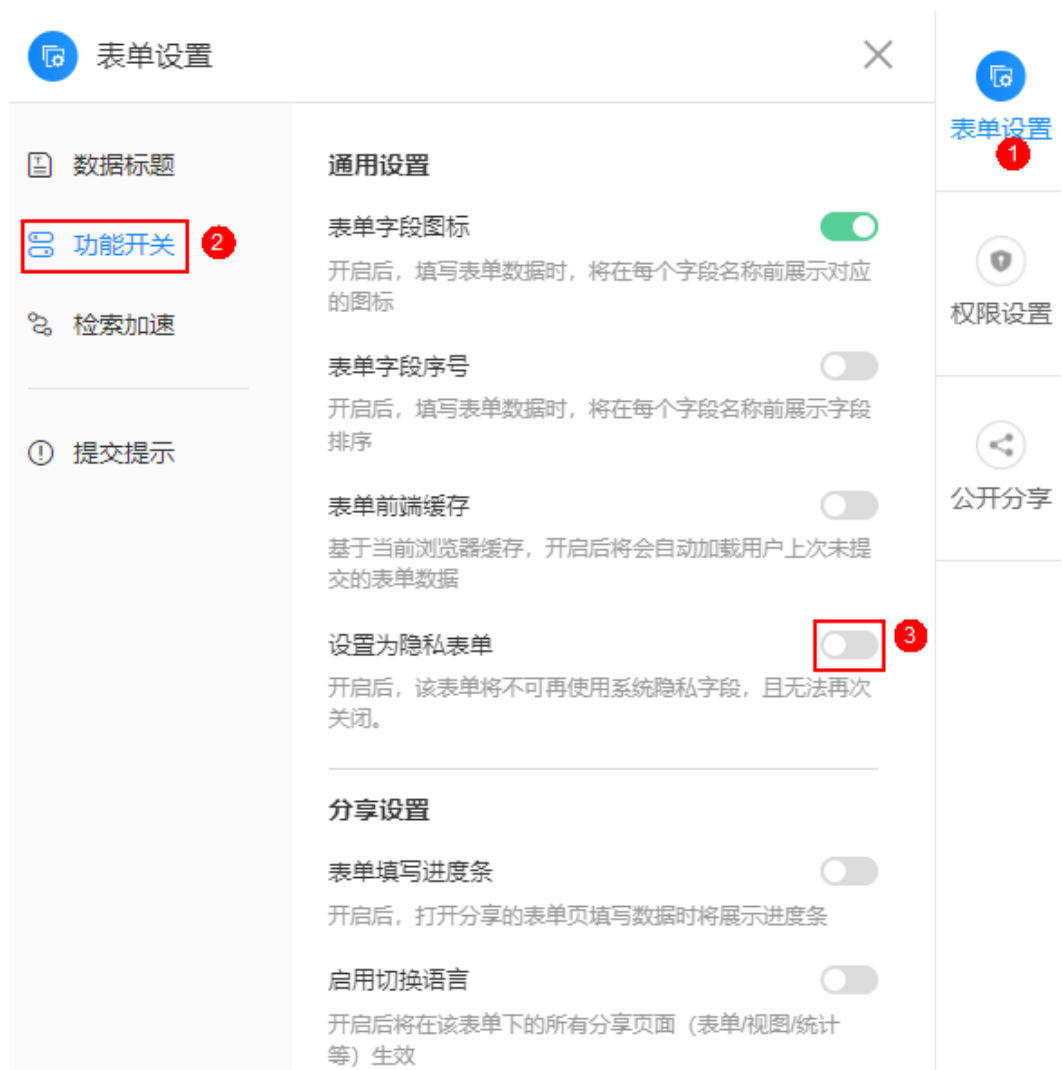 表单设置
表单设置
1
数据标题
功能开关
2
检索加速
提交提示
通用设置
表单字段图标
开启后，填写表单数据时，将在每个字段名称前展示对应
的图标
表单字段序号
开启后，填写表单数据时，将在每个字段名称前展示字段
排序
表单前端缓存
基于当前浏览器缓存，开启后将会自动加载用户上次未提
交的表单数据
设置为隐私表单
3
开启后，该表单将不可再使用系统隐私字段，且无法再次
关闭。
分享设置
表单填写进度条
开启后，打开分享的表单页填写数据时将展示进度条
启用切换语言
开启后将在该表单下的所有分享页面（表单/视图/统计
等）生效
权限设置
公开分享